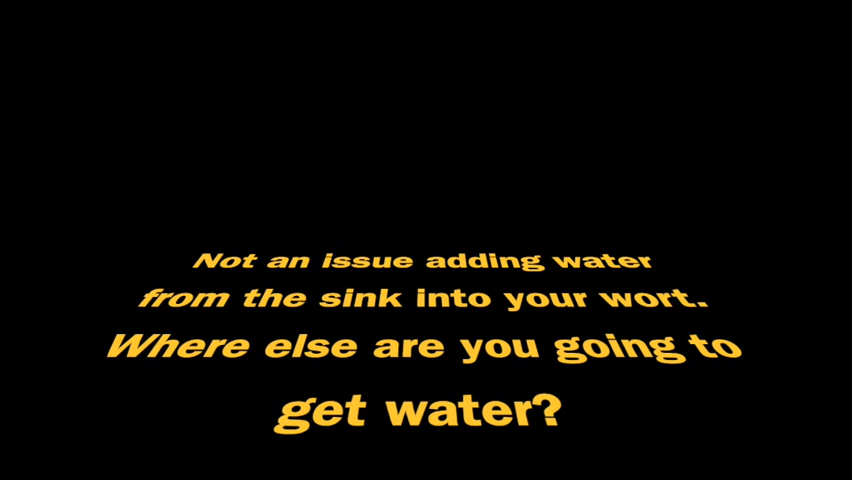 Not an issue adding water
from the sink into your wort.
Where else are you going to
get water?